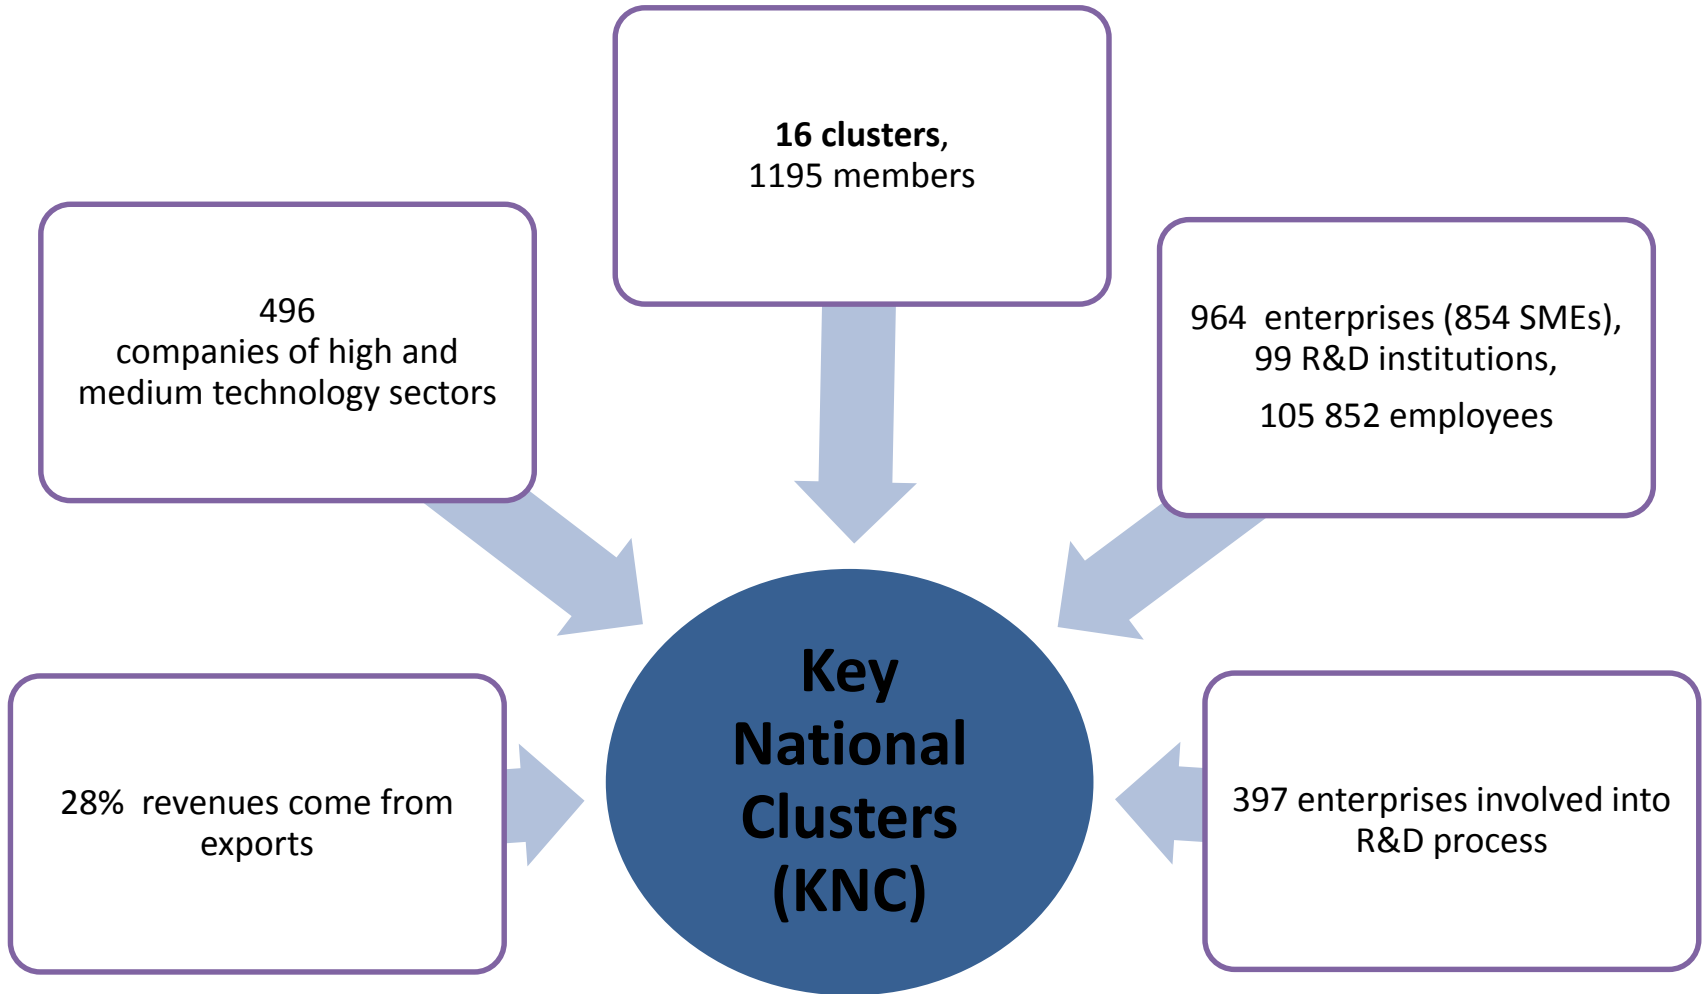 16 clusters,
1195 members
496
companies of high and
medium technology sectors
964 enterprises (854 SMEs),
99 R&D institutions,
105 852 employees
28% revenues come from
exports
Key
National
Clusters
(KNC)
397 enterprises involved into
R&D process